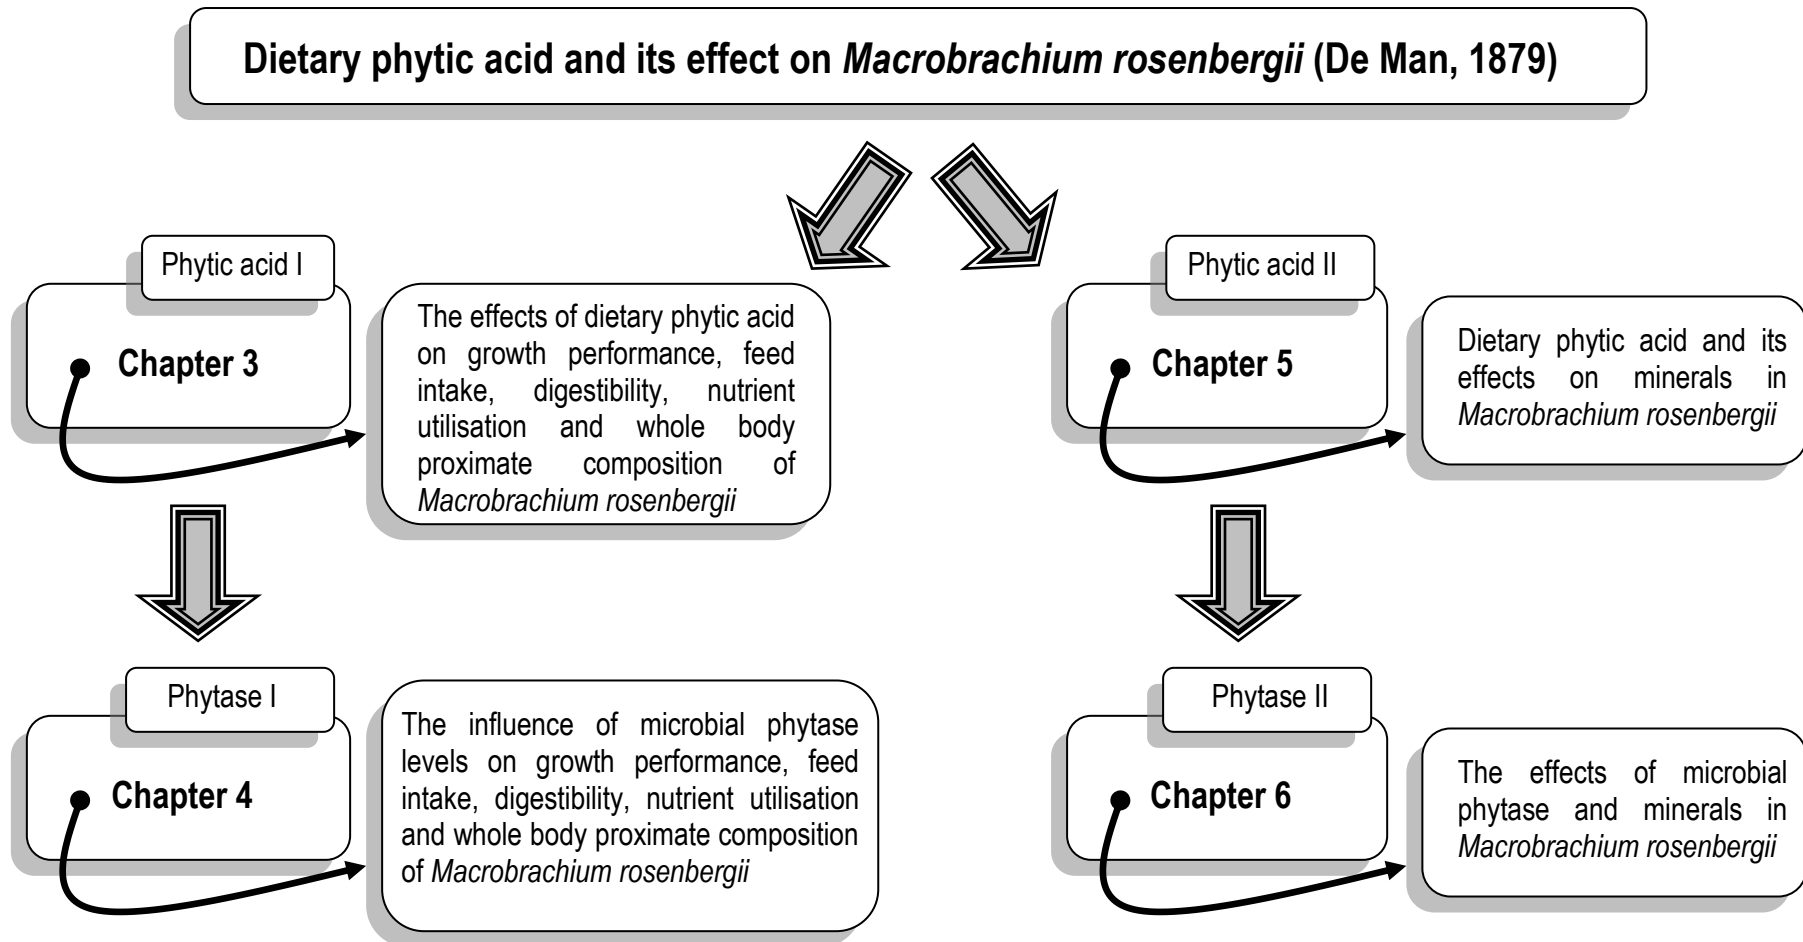 Dietary phytic acid and its effect on Macrobrachium rosenbergii (De Man, 1879)
Phytic acid I
Chapter 3
The effects of dietary phytic acid
on growth performance, feed
intake, digestibility, nutrient
utilisation and whole body
proximate composition of
Macrobrachium rosenbergii
Phytase I
Chapter 4
The influence of microbial phytase
levels on growth performance, feed
intake, digestibility, nutrient utilisation
and whole body proximate composition
of Macrobrachium rosenbergii
Phytic acid II
Chapter 5
Dietary phytic acid and its
effects on minerals in
Macrobrachium rosenbergii
Phytase II
Chapter 6
The effects of microbial
phytase and minerals in
Macrobrachium rosenbergii